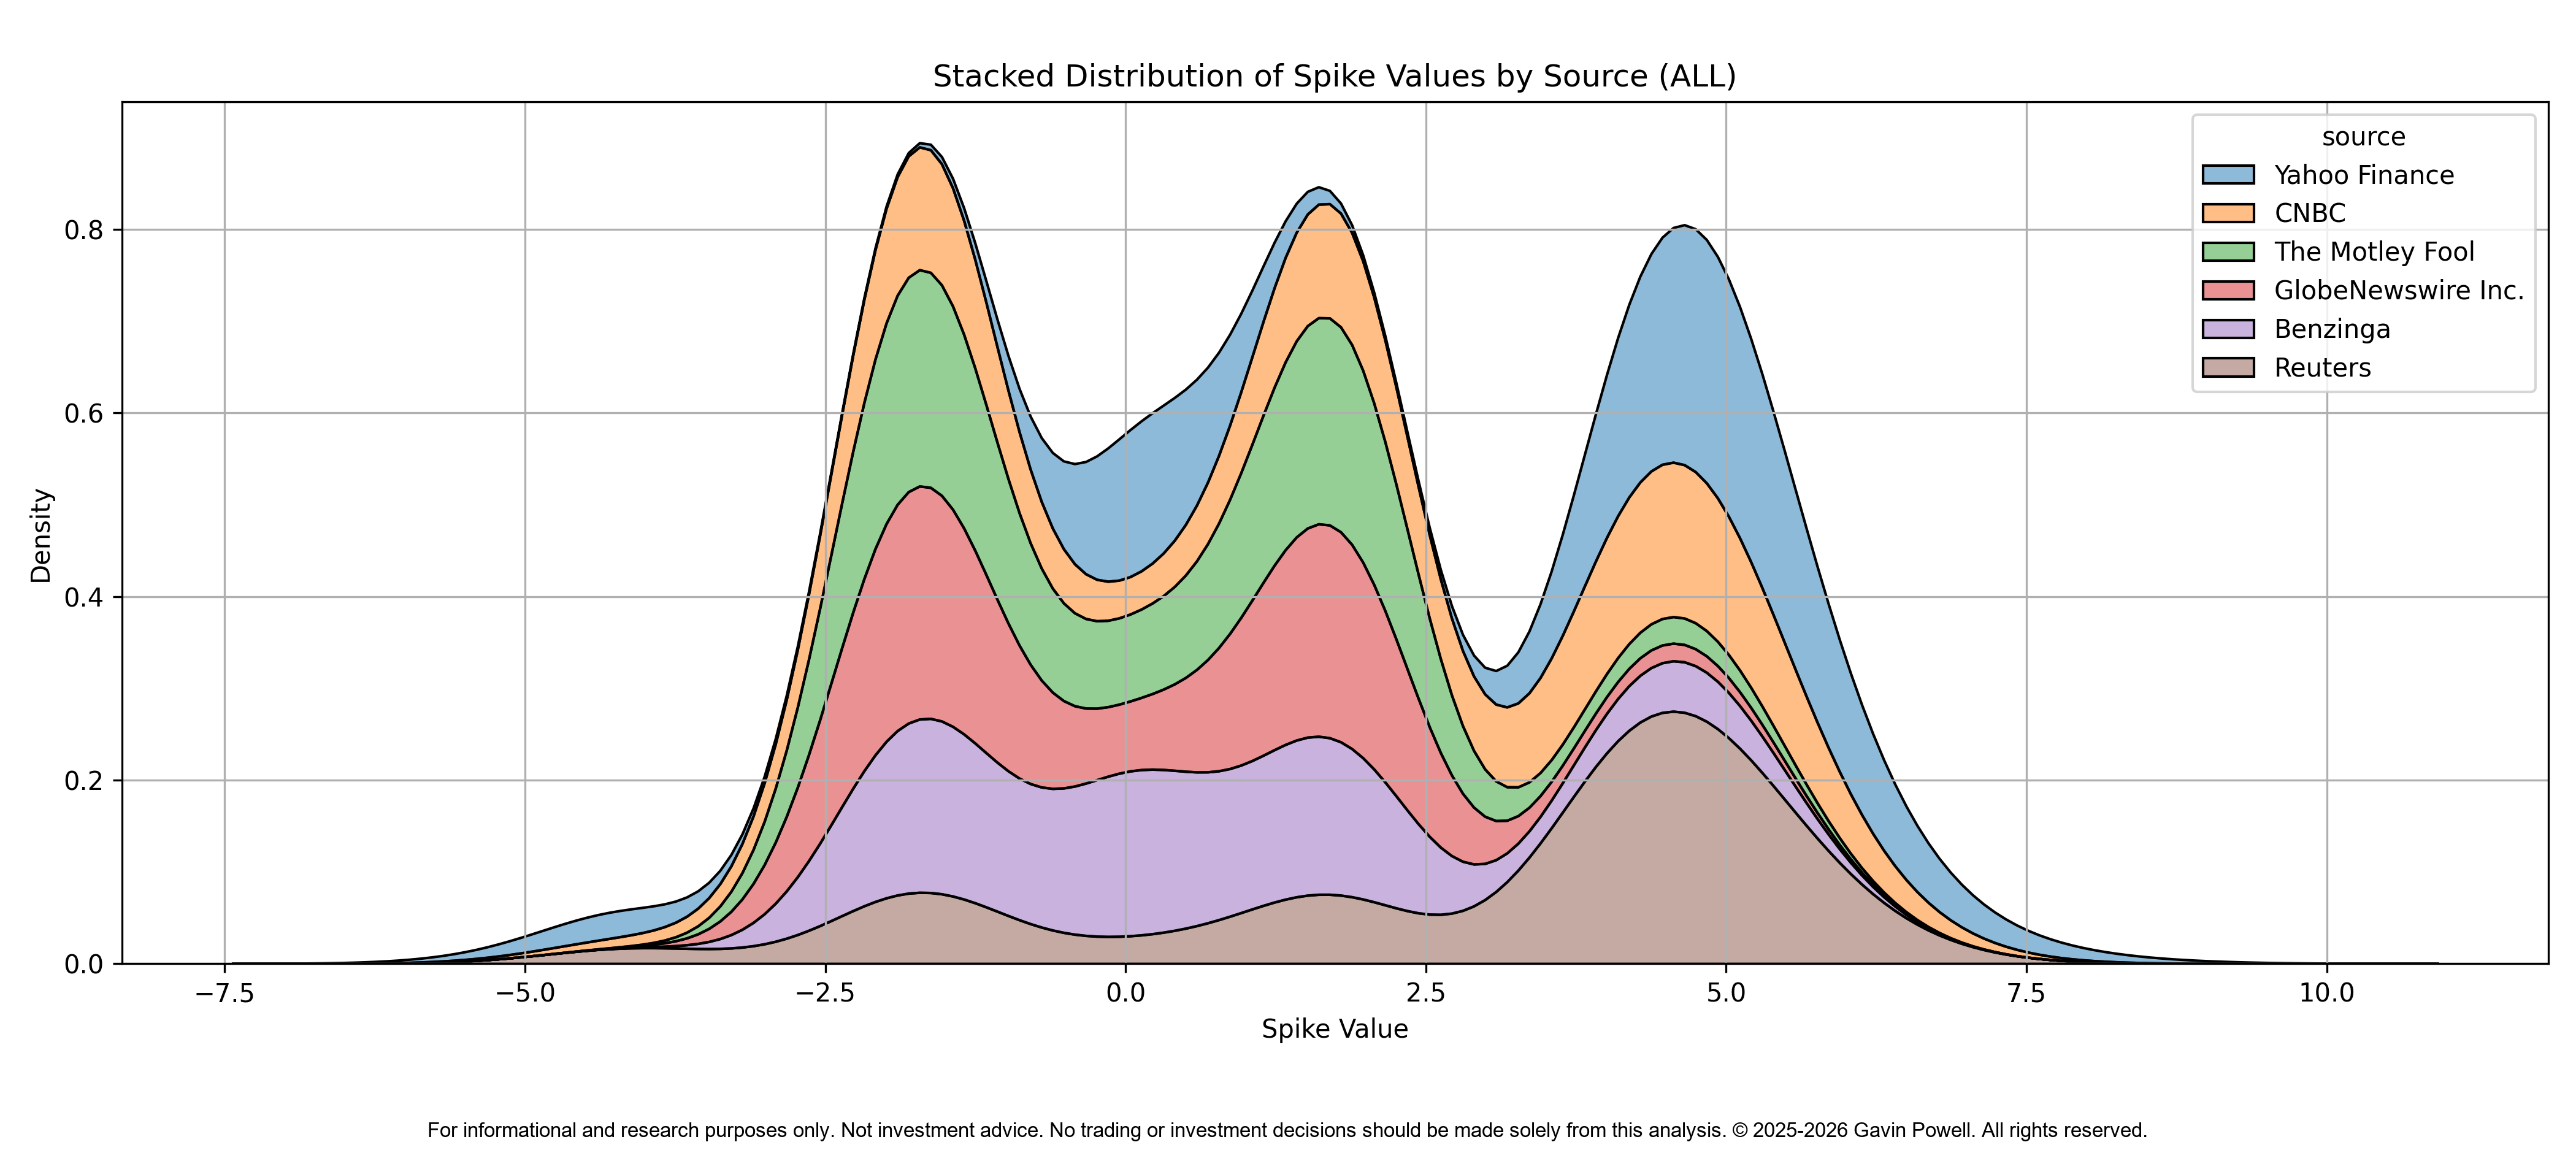 Stacked Distribution of Spike Values by Source (ALL)
source
Yahoo Finance
CNBC
The Motley Fool
GlobeNewswire Inc.
Benzinga
Reuters
Density
0.8
0.6
0.4
0.2
0.0
−7.5 −5.0 −2.5 0.0 2.5 5.0 7.5 10.0
Spike Value
For informational and research purposes only. Not investment advice. No trading or investment decisions should be made solely from this analysis. © 2025-2026 Gavin Powell. All rights reserved.